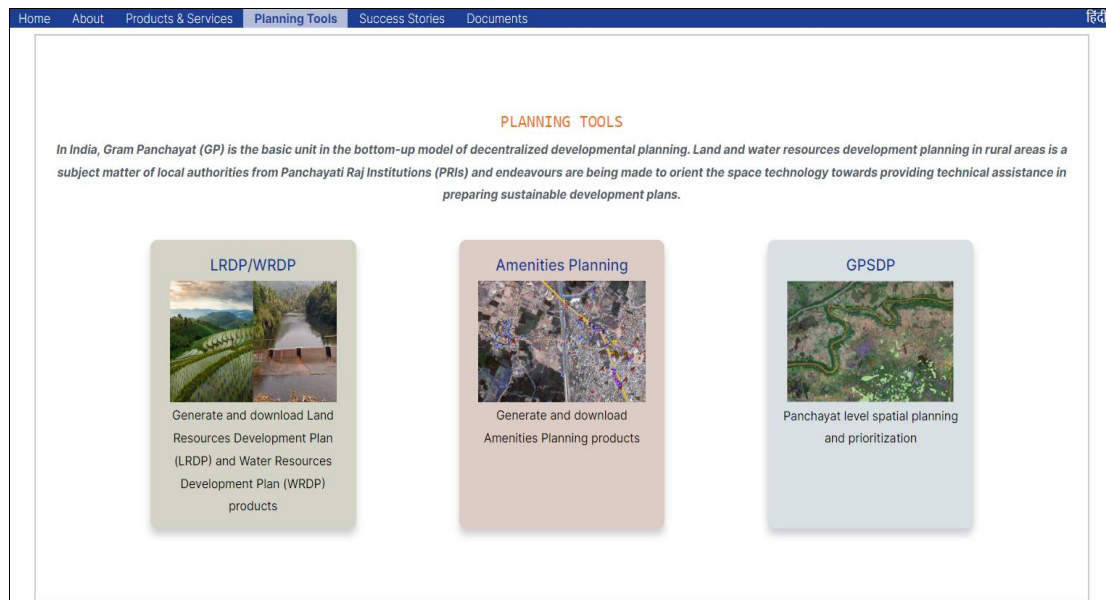 Home About Products & Services Planning Tools Success Stories Documents हिंदी
PLANNING TOOLS
In India, Gram Panchayat (GP) is the basic unit in the bottom-up model of decentralized developmental planning. Land and water resources development planning in rural areas is a
subject matter of local authorities from Panchayati Raj Institutions (PRIs) and endeavours are being made to orient the space technology towards providing technical assistance in
preparing sustainable development plans.
LRDP/WRDP
Generate and download Land
Resources Development Plan
(LRDP) and Water Resources
Development Plan (WRDP)
products
Amenities Planning
Generate and download
Amenities Planning products
GPSDP
Panchayat level spatial planning
and prioritization